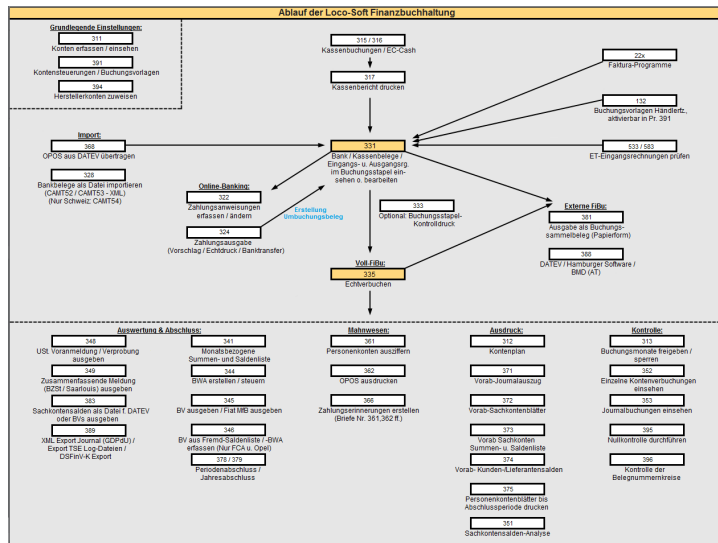 Ablauf der Loco-Soft Finanzbuchhaltung
Grundlegende Einstellungen:
311
Konten erfassen / einsehen
391
Kontensteuerungen / Buchungsvorlagen
394
Herstellerkonten zuweisen
315 / 316
Kassenbuchungen / EC-Cash
317
Kassenbericht drucken
22x
Faktura-Programme
132
Buchungsvorlagen Händlerfz.,
aktivierbar in Pr. 391
533 / 583
ET-Eingangsrechnungen prüfen
Import:
368
OPOS aus DATEV übertragen
328
Bankbelege als Datei importieren
(CAMT52 / CAMT53 - XML)
(Nur Schweiz: CAMT54)
331
Bank / Kassenbelege /
Eingangs- u. Ausgangsrg.
im Buchungsstapel ein-
sehen o. bearbeiten
Online-Banking:
322
Zahlungsanweisungen
erfassen / ändern
324
Zahlungsausgabe
(Vorschlag / Echtdruck / Banktransfer)
Erstellung
Umbuchungsbeleg
333
Optional: Buchungsstapel-
Kontrolldruck
Externe FiBu:
381
Ausgabe als Buchungs-
sammelbeleg (Papierform)
388
DATEV / Hamburger Software /
BMD (AT)
Voll-FiBu:
335
Echtverbuchen
Auswertung & Abschluss:
348
USt. Voranmeldung / Verprobung
ausgeben
349
Zusammenfassende Meldung
(BZSt / Saarlouis) ausgeben
383
Sachkontensalden als Datei f. DATEV
oder BVs ausgeben
389
XML Export Journal (GDPdU) /
Export TSE Log-Dateien /
DSFinV-K Export
341
Monatsbezogene
Summen- und Saldenliste
344
BWA erstellen / steuern
345
BV ausgeben / Fiat MfB ausgeben
346
BV aus Fremd-Saldenliste / -BWA
erfassen (Nur FCA u. Opel)
378 / 379
Periodenabschluss /
Jahresabschluss
Mahnwesen:
361
Personenkonten ausziffern
362
OPOS ausdrucken
366
Zahlungserinnerungen erstellen
(Briefe Nr. 361,362 ff.)
Ausdruck:
312
Kontenplan
371
Vorab-Journalauszug
372
Vorab-Sachkontenblätter
373
Vorab Sachkonten
Summen- u. Saldenliste
374
Vorab- Kunden-/Lieferantensalden
375
Personenkontenblätter bis
Abschlussperiode drucken
351
Sachkontensalden-Analyse
Kontrolle:
313
Buchungsmonate freigeben /
sperren
352
Einzelne Kontenverbuchungen
einsehen
353
Journalbuchungen einsehen
395
Nullkontrolle durchführen
396
Kontrolle der
Belegnummernkreise